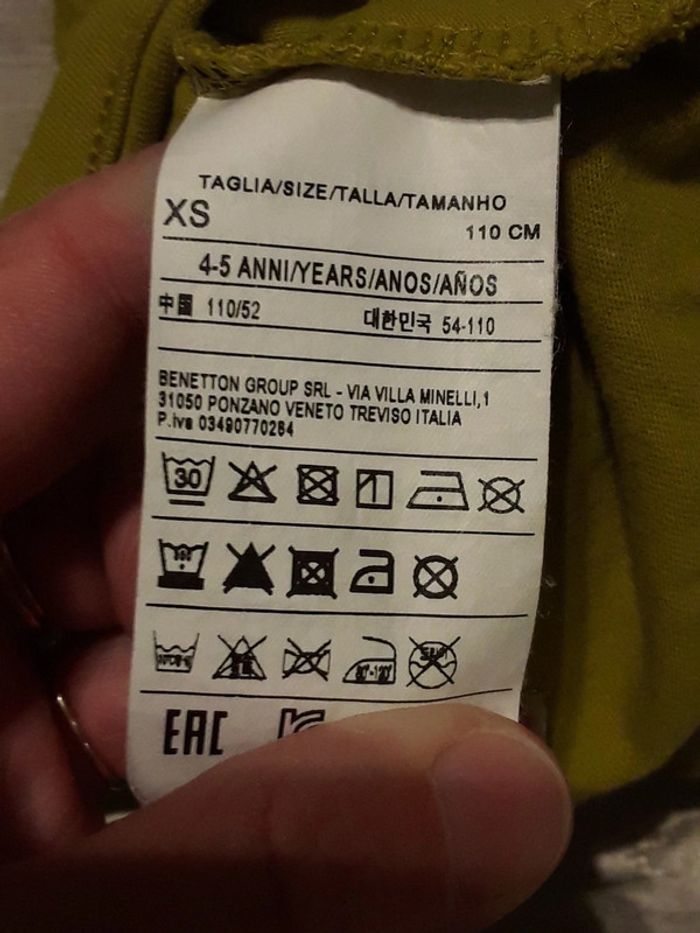 TAGLIA/SIZE/TALLA/TAMANHO
XS 110 CM
4-5 ANNI/YEARS/ANOS/AÑOS
中国 110/52 대한민국 54-110
BENETTON GROUP SRL - VIA VILLA MINELLI,1
31050 PONZANO VENETO TREVISO ITALIA
P.iva 03490770264
30
EAC